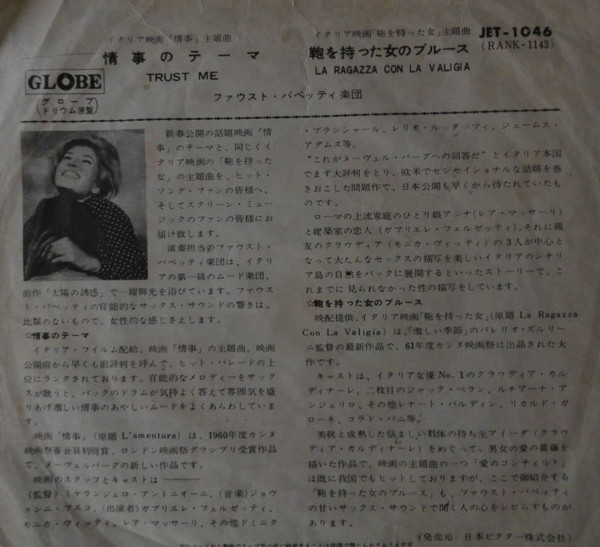 イタリア映画「情事」主題曲
情事のテーマ
TRUST ME
イタリア映画「鞄を持った女」主題曲
鞄を持った女のブルース
LA RAGAZZA CON LA VALIGIA
JET-1046
(RANK-1143)
GLOBE
(グローブ
ドリウム原盤)
ファウスト・パペッティ楽団
新春公開の話題映画「情
事」のテーマと、同じくイ
タリア映画の「鞄を持った
女」の主題曲を、ヒット・
ソング・ファンの皆様へ、
そしてスクリーン・ミュー
ジックのファンの皆様にお
届け致します。
演奏担当のファウスト・
パペッティ楽団は、イタリ
アの第一級のムード楽団、
前作「太陽の誘惑」で一躍脚光を浴びています。ファウス
ト・パペッティの官能的なサックス・サウンドの響きは、
比類のないもので、女性的な感じさえします。
☆情事のテーマ
イタリア・フイルム配給、映画「情事」の主題曲、映画
公開前から早くも前評判を呼んで、ヒット・パレードの上
位にランクされております。官能的なメロディーをサック
スが歌うと、バックのドラムが気持よく答えて雰囲気を盛
りあげ激しい情事のあやしいムードをよくあらわしていま
す。
映画「情事」(原題 L'amentura) は、1960年度カンヌ
映画祭審査員特別賞、ロンドン映画祭グランプリ受賞作品
で、ヌーヴェルバーグの新しい作品です。
映画のスタッフとキャストは――
(監督) ミケランジェロ・アントニオーニ、(音楽) ジョヴ
ァンニ・フスコ、(出演者) ガブリエレ・フェルゼッティ、
モニカ・ヴィッティ、レア・マッサーリ、その他ドミニク
・ブランシャール、レリオ・ルッタッツィ、ジェームス・
アダムス等、
"これがヌーヴェル・バーグへの回答だ"とイタリア本国
でます大評判をとり、欧米でセンセイショナルな話題を巻
きおこした問題作で、日本公開も早くから待たれていたも
のです。
ローマの上流家庭のひとり娘アンナ(レア・マッサーリ)
と建築家の恋人 (ガブリエレ・フェルゼッティ)、それに親
友のクラウディア (モニカ・ヴィッティ) の3人が中心と
なって大たんなセックスの描写を美しいイタリアのシチリ
ア島の自然をバックに展開するといったストーリーで、こ
れまでに見られなかった性の描写をしています。
☆鞄を持った女のブルース
映配提供、イタリア映画「鞄を持った女」(原題 La Ragazza
Con La Valigia) は、「激しい季節」のバレリオ・ズルリー
ニ監督の最新作品で、61年度カンヌ映画祭に出品された大
作です。
キャストは、イタリア女優No. 1のクラウディア・カル
ディナーレ、二枚目のジャック・ペラン、ルチアーナ・ア
ンジェリロ、その他レナート・バルディン、リカルド・ガ
ローネ、コラド・パニ等。
美貌と成熟した悩ましい肢体の持ち主アイーダ (クラウ
ディア・カルディナーレ) をめぐって、男女の愛の葛藤を
描いた作品で、映画の主題曲の一つ「愛のコンチェルト」
は既に我国でもヒットしておりますが、ここで御紹介する
「鞄を持った女のブルース」も、ファウスト・パペッティ
の甘いサックス・サウンドで聞く人の心をシビらすものが
あります。
(発売元 日本ビクター株式会社)